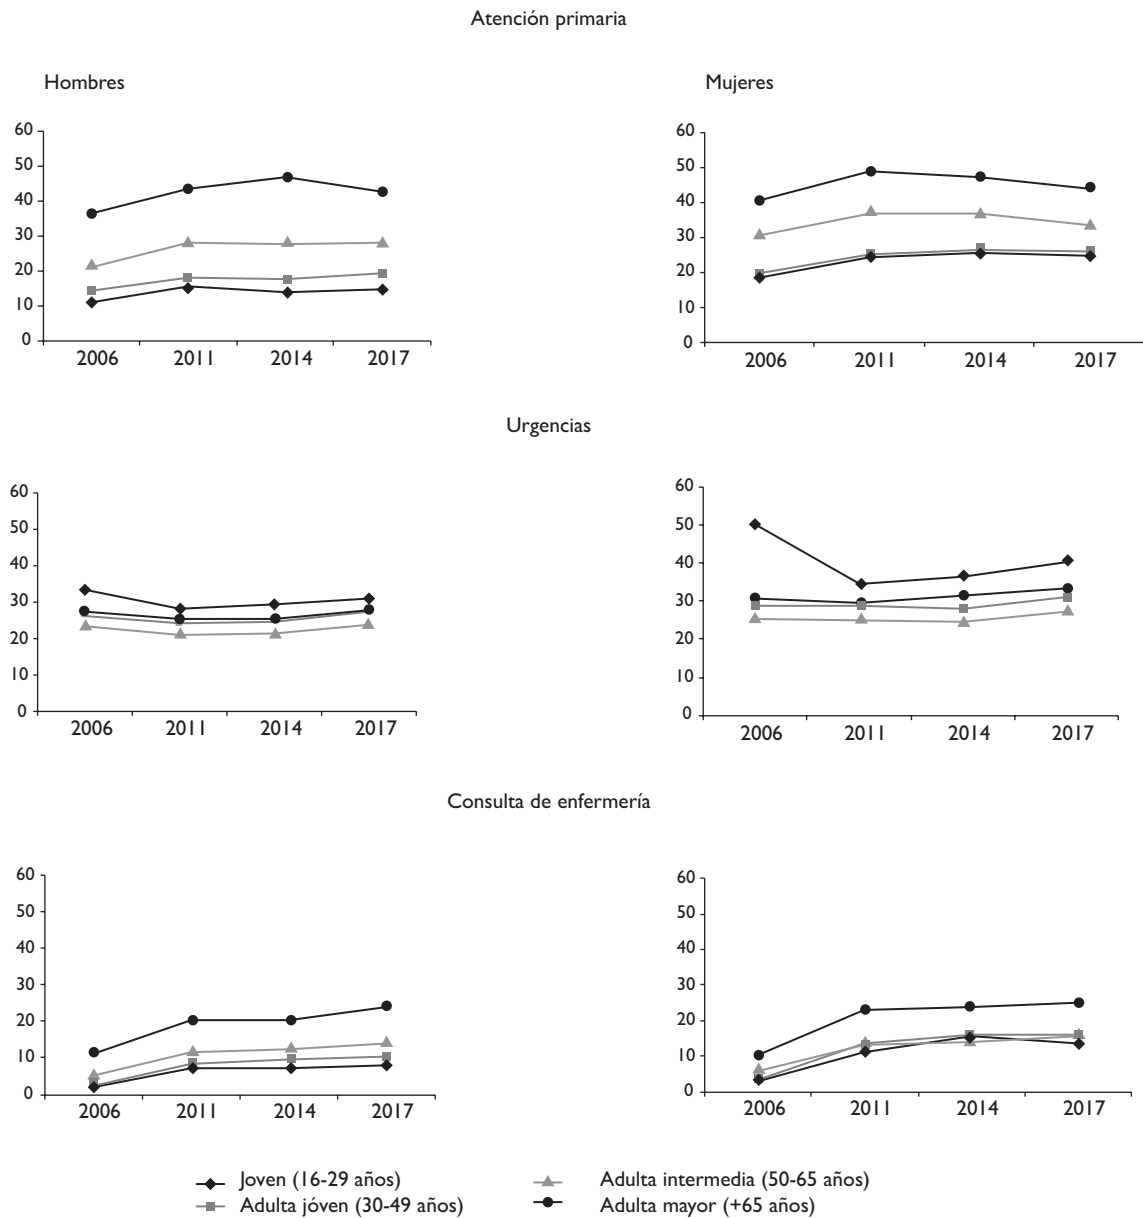 Atención primaria
Hombres
Mujeres
60
50
40
30
20
10
0
2006 2011 2014 2017
60
50
40
30
20
10
0
2006 2011 2014 2017
Urgencias
60
50
40
30
20
10
0
2006 2011 2014 2017
60
50
40
30
20
10
0
2006 2011 2014 2017
Consulta de enfermería
60
50
40
30
20
10
0
2006 2011 2014 2017
60
50
40
30
20
10
0
2006 2011 2014 2017
Joven (16-29 años)
Adulta jóven (30-49 años)
Adulta intermedia (50-65 años)
Adulta mayor (+65 años)